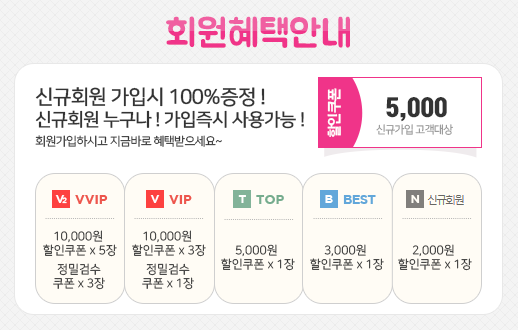 회원혜택안내
신규회원 가입시 100%증정 !
신규회원 누구나 ! 가입즉시 사용가능 !
회원가입하시고 지금바로 혜택받으세요~
할인쿠폰
5,000
신규가입 고객대상
V2 VVIP
10,000원
할인쿠폰 x 5장
정밀검수
쿠폰 x 3장
V VIP
10,000원
할인쿠폰 x 3장
정밀검수
쿠폰 x 1장
T TOP
5,000원
할인쿠폰 x 1장
B BEST
3,000원
할인쿠폰 x 1장
N 신규회원
2,000원
할인쿠폰 x 1장